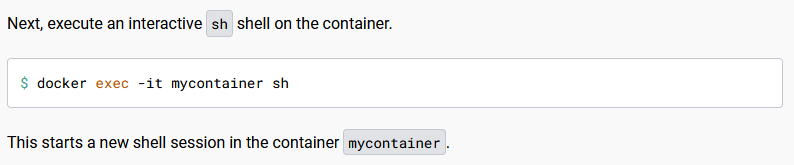 Next, execute an interactive sh shell on the container.
$ docker exec -it mycontainer sh
This starts a new shell session in the container mycontainer.